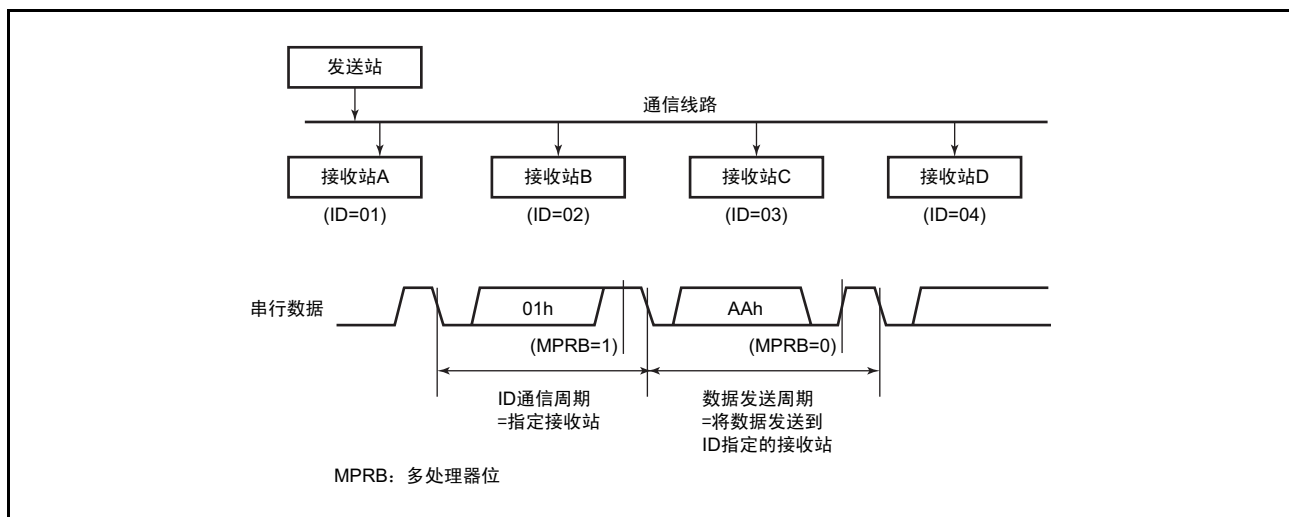 发送站
通信线路
接收站A
接收站B
接收站C
接收站D
(ID=01)
(ID=02)
(ID=03)
(ID=04)
串行数据
01h
AAh
(MPRB=1)
(MPRB=0)
ID通信周期
=指定接收站
数据发送周期
=将数据发送到
ID指定的接收站
MPRB：多处理器位